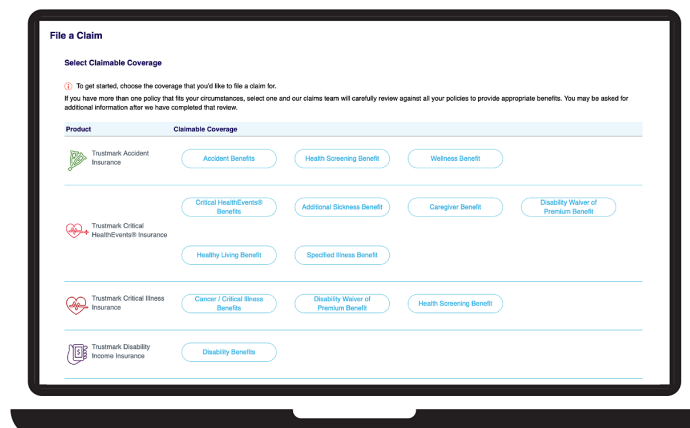 File a Claim
Select Claimable Coverage
To get started, choose the coverage that you'd like to file a claim for.
If you have more than one policy that fits your circumstances, select one and our claims team will carefully review against all your policies to provide appropriate benefits. You may be asked for
additional information after we have completed that review.
Product Claimable Coverage
Trustmark Accident
Insurance
Accident Benefits Health Screening Benefit Wellness Benefit
Critical HealthEvents®
Benefits
Additional Sickness Benefit Caregiver Benefit
Disability Waiver of
Premium Benefit
Trustmark Critical
HealthEvents® Insurance
Healthy Living Benefit Specified Illness Benefit
Trustmark Critical Illness
Insurance
Cancer / Critical Illness
Benefits
Disability Waiver of
Premium Benefit
Health Screening Benefit
Trustmark Disability
Income Insurance
Disability Benefits